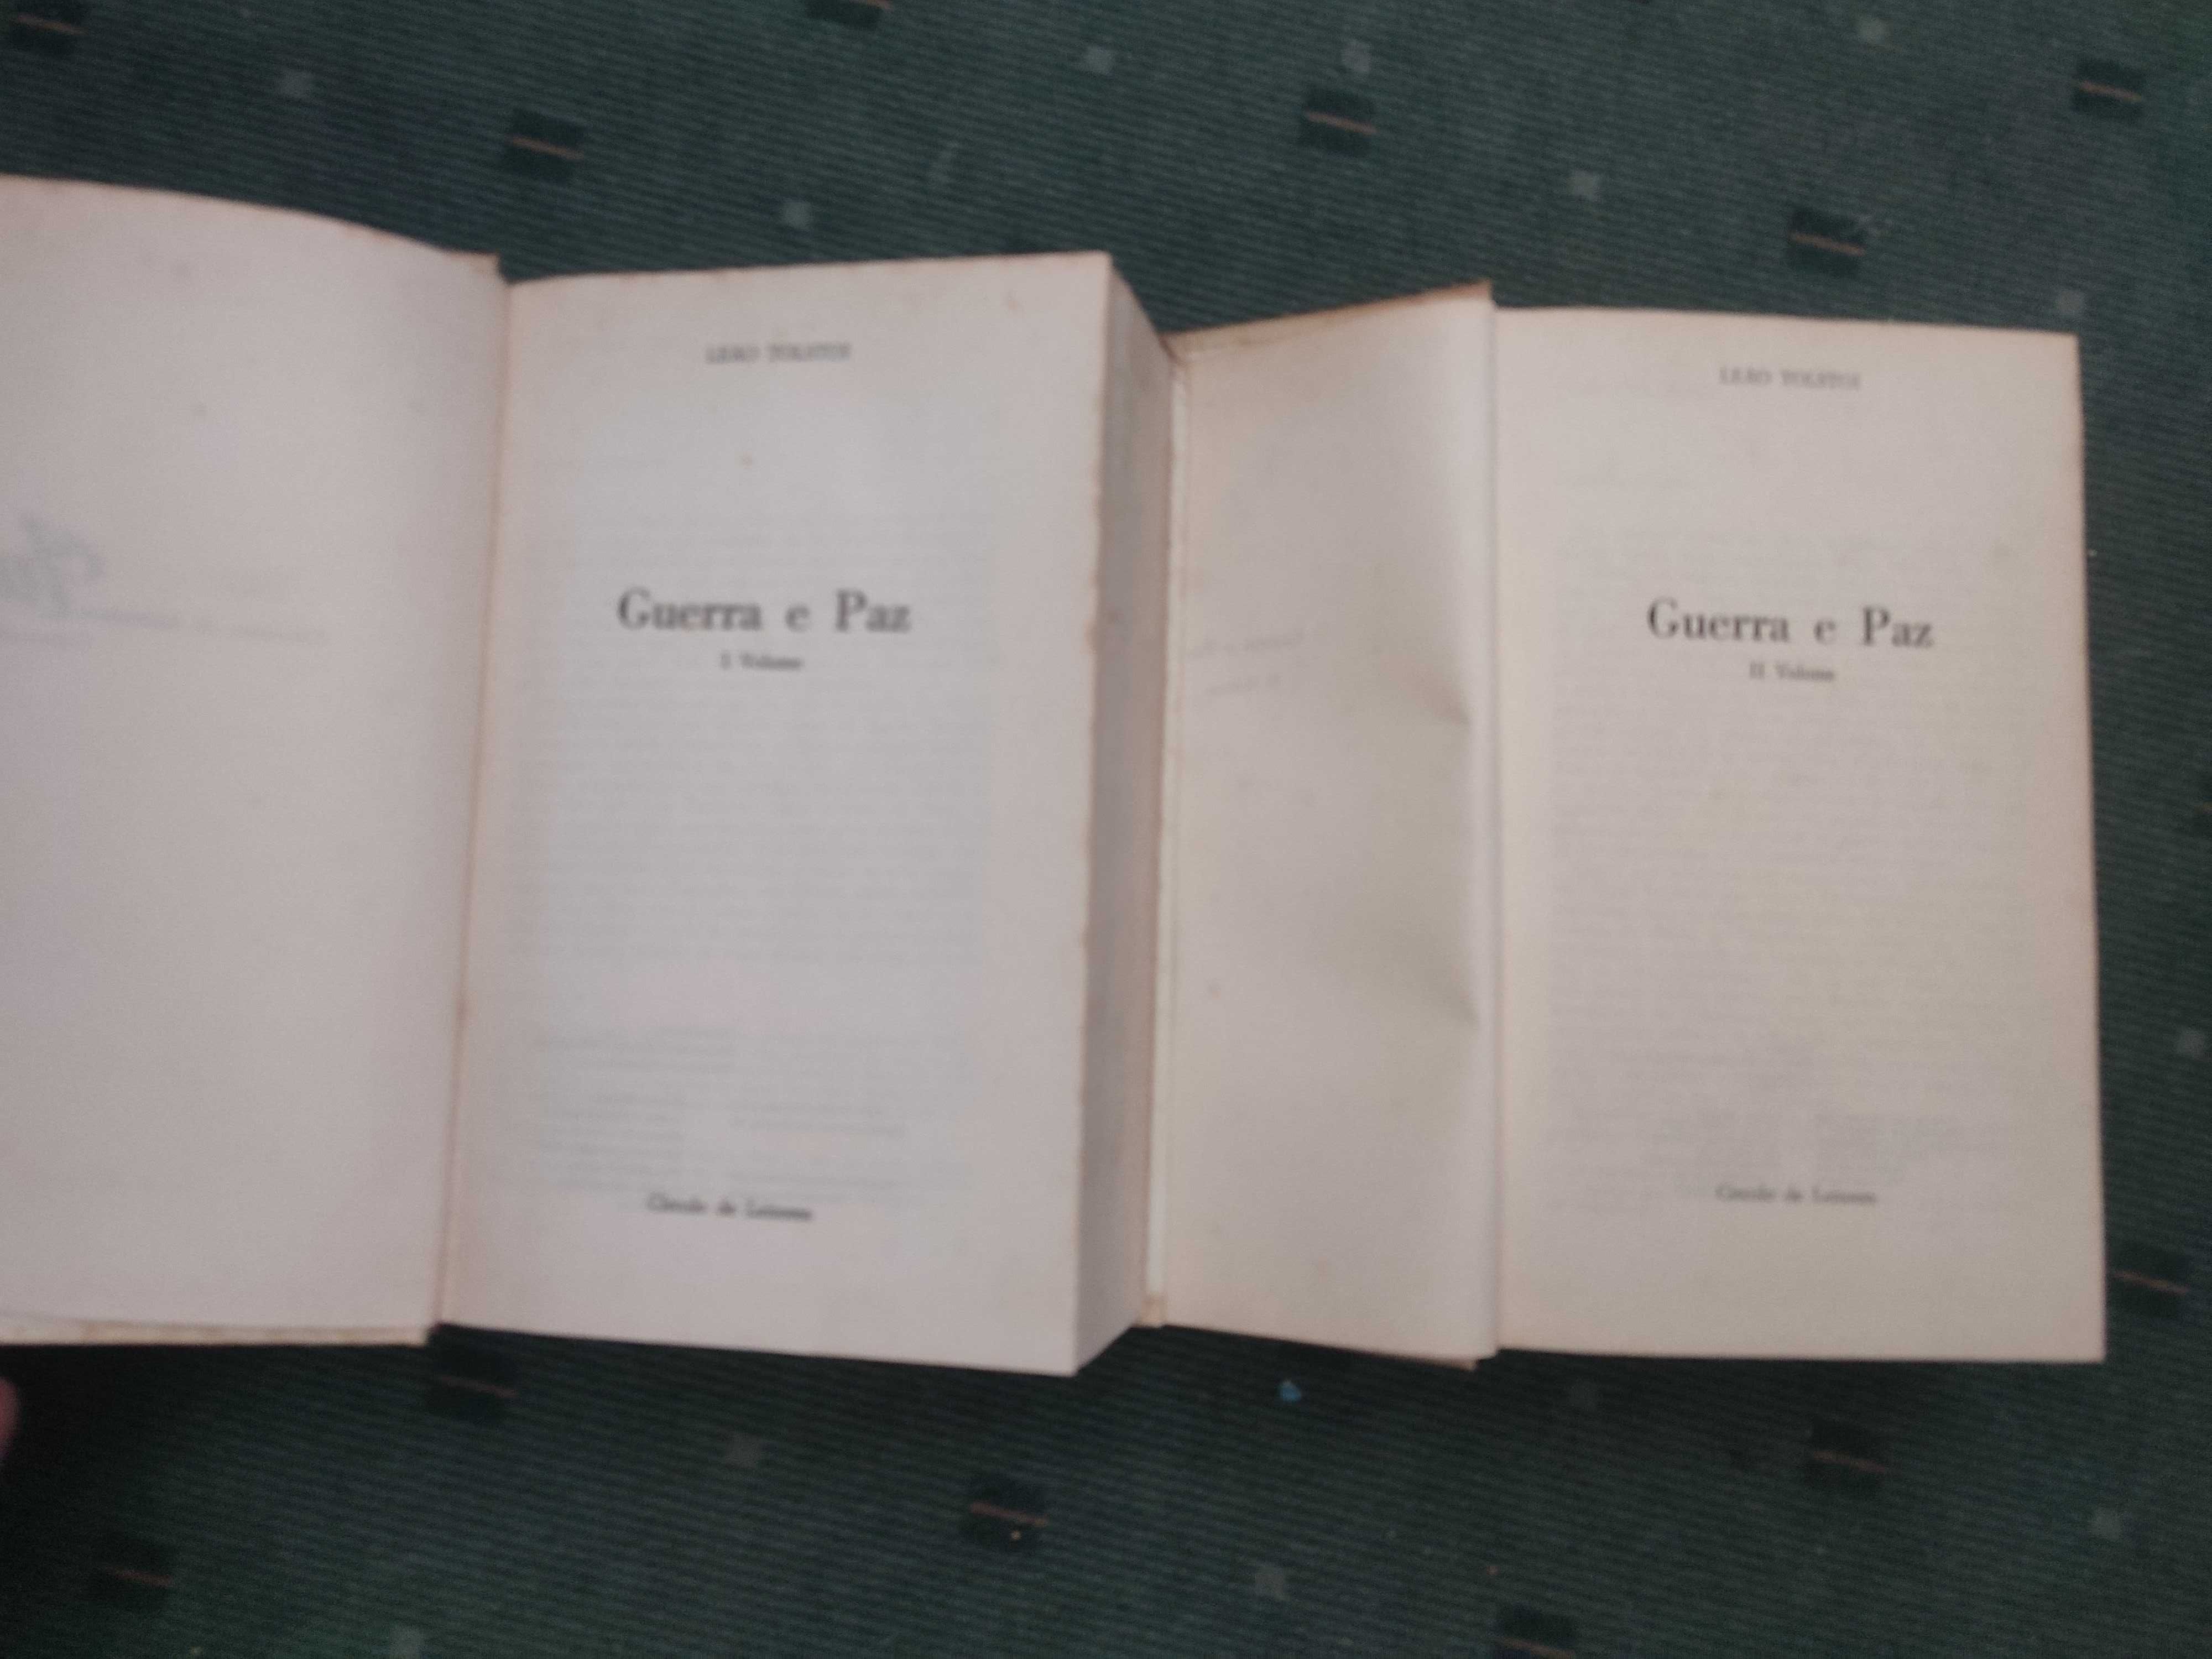 LEÃO TOLSTOI
Guerra e Paz
I Volume
Círculo de Leitores
LEÃO TOLSTOI
Guerra e Paz
II Volume
Círculo de Leitores